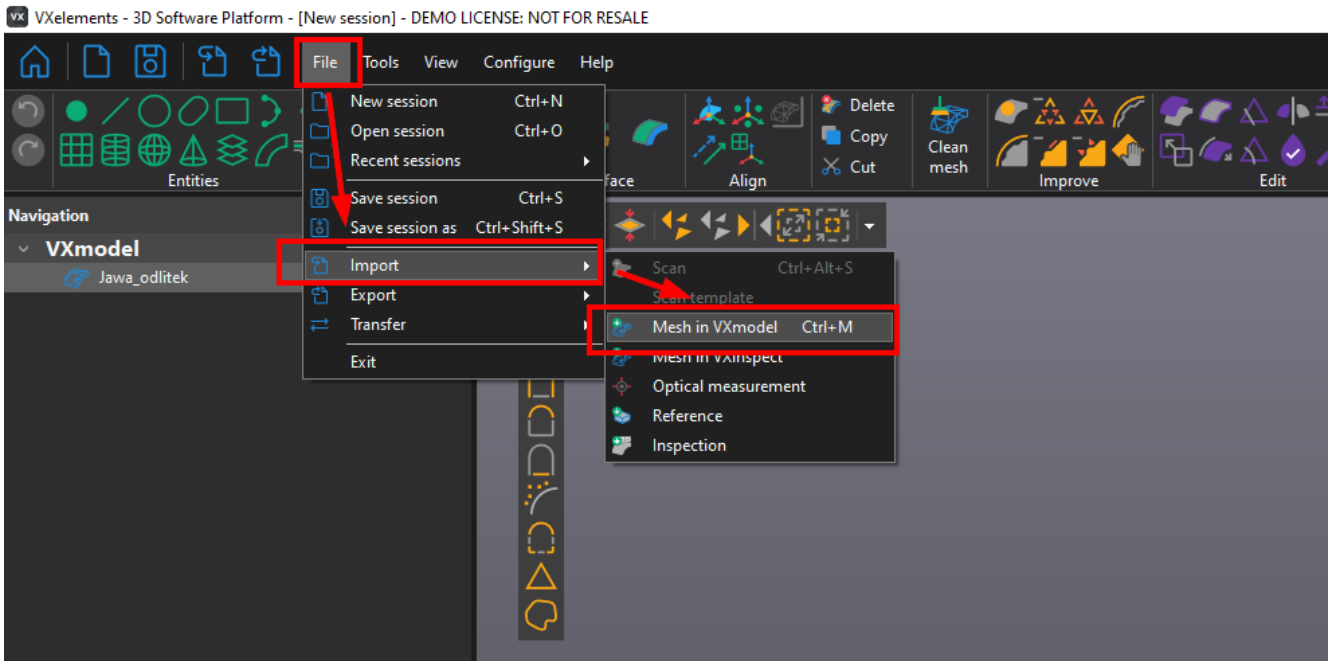 VX VXelements - 3D Software Platform - [New session] - DEMO LICENSE: NOT FOR RESALE
File Tools View Configure Help
New session Ctrl+N
Open session Ctrl+O
Recent sessions
Save session Ctrl+S
Save session as Ctrl+Shift+S
Import
Export
Transfer
Exit
Entities
Align
Delete
Copy
Cut
Clean
mesh
Improve
Edit
Navigation
VXmodel
Jawa_odlitek
Scan Ctrl+Alt+S
Scan template
Mesh in VXmodel Ctrl+M
Mesh in VXinspect
Optical measurement
Reference
Inspection